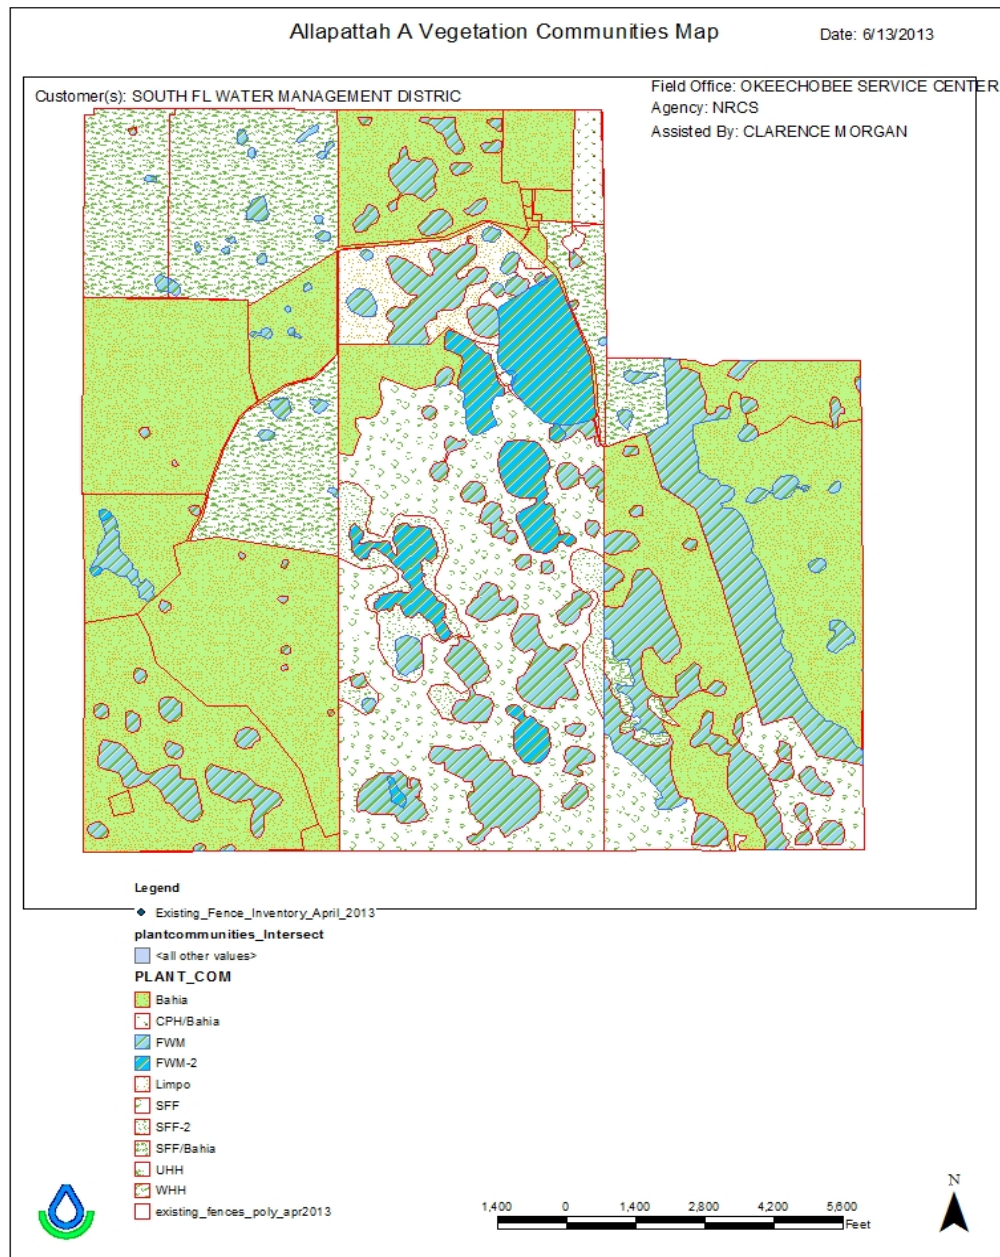 Allapattah A Vegetation Communities Map
Date: 6/13/2013
Customer(s): SOUTH FL WATER MANAGEMENT DISTRIC
Field Office: OKEECHOBEE SERVICE CENTER
Agency: NRCS
Assisted By: CLARENCE MORGAN
Legend
Existing_Fence_Inventory_April_2013
plantcommunities_Intersect
<all other values>
PLANT_COM
Bahia
CPH/Bahia
FWM
FWM-2
Limpo
SFF
SFF-2
SFF/Bahia
UHH
WHH
existing_fences_poly_apr2013
N
1,400 0 1,400 2,800 4,200 5,600
Feet